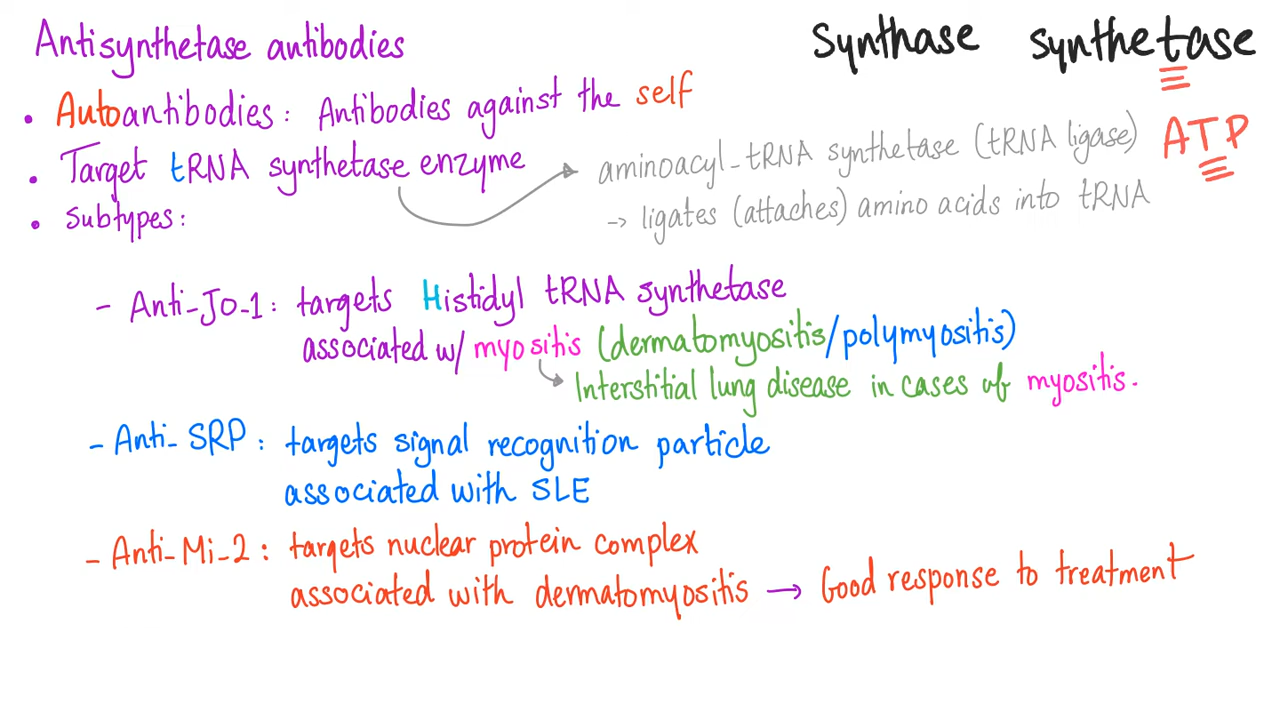 Antisynthetase antibodies
Synthase synthetase
• Autoantibodies: Antibodies against the self
ATP
• Target tRNA synthetase enzyme
aminoacyl-tRNA synthetase (tRNA ligase)
→ ligates (attaches) amino acids into tRNA
• Subtypes:
- Anti-Jo-1: targets Histidyl tRNA synthetase
associated w/ myositis (dermatomyositis/polymyositis)
Interstitial lung disease in cases of myositis.
- Anti-SRP: targets signal recognition particle
associated with SLE
- Anti-Mi-2: targets nuclear protein complex
associated with dermatomyositis → Good response to treatment